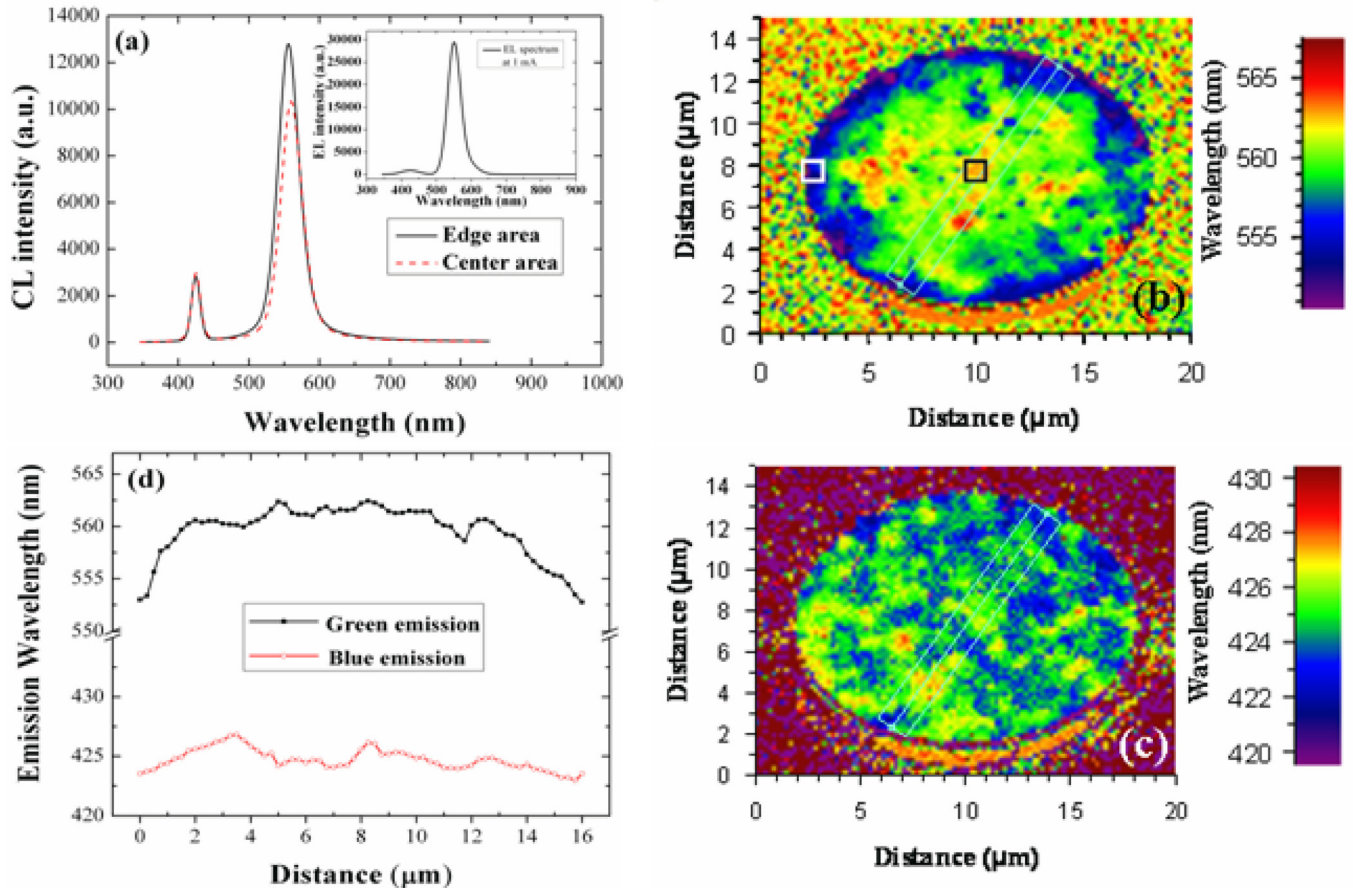 (a)
CL intensity (a.u.)
14000
12000
10000
8000
6000
4000
2000
0
300 400 500 600 700 800 900 1000
Wavelength (nm)
EL intensity (a.u.)
30000
25000
20000
15000
10000
5000
0
300 400 500 600 700 800 900
Wavelength (nm)
EL spectrum
at 1 mA
Edge area
Center area
(b)
Distance (µm)
14
12
10
8
6
4
2
0
0 5 10 15 20
Distance (µm)
Wavelength (nm)
565
560
555
(d)
Emission Wavelength (nm)
565
560
555
550
435
430
425
420
0 2 4 6 8 10 12 14 16
Distance (µm)
Green emission
Blue emission
(c)
Distance (µm)
14
12
10
8
6
4
2
0
0 5 10 15 20
Distance (µm)
Wavelength (nm)
430
428
426
424
422
420